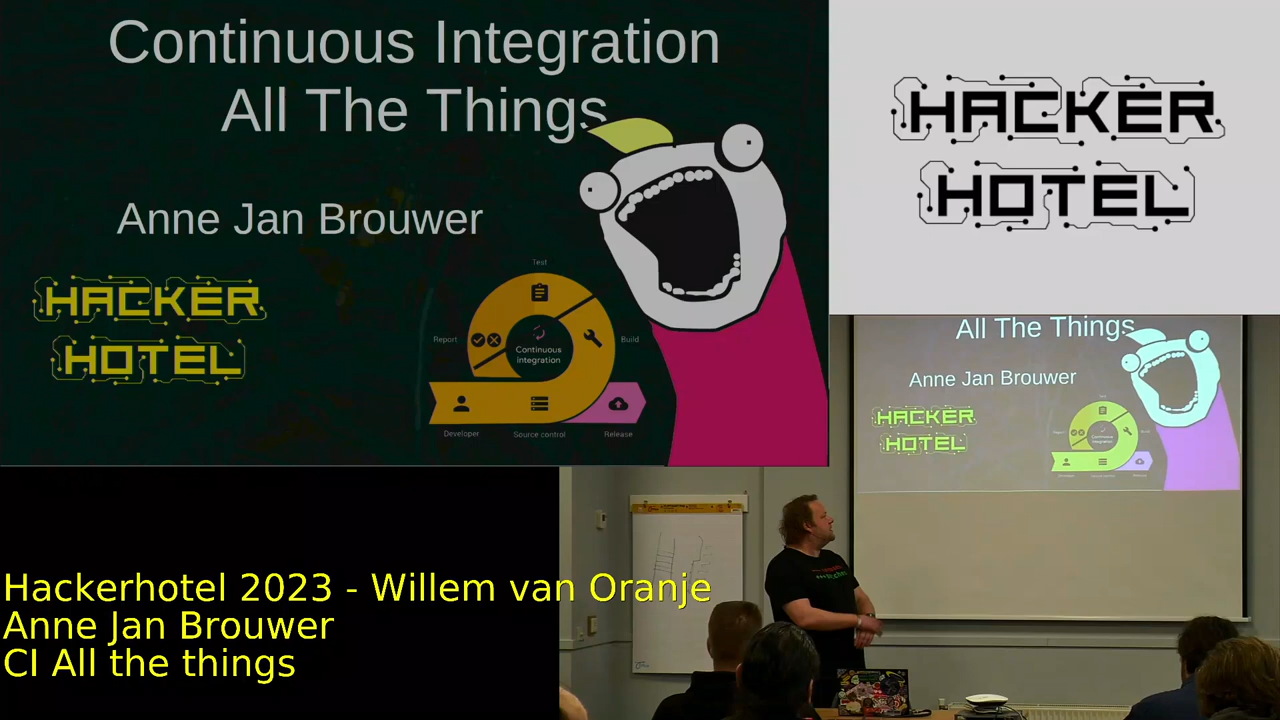 Continuous Integration
All The Things
Anne Jan Brouwer
HACKER
HOTEL
Test
Report
Continuous
integration
Build
Developer
Source control
Release
HACKER
HOTEL
All The Things
Anne Jan Brouwer
HACKER
HOTEL
Continuous
integration
Hackerhotel 2023 - Willem van Oranje
Anne Jan Brouwer
CI All the things